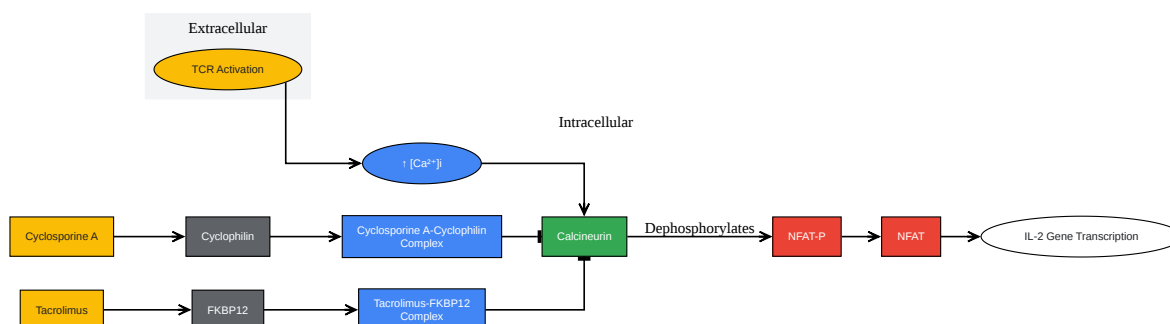 Extracellular
TCR Activation
Intracellular
↑ [Ca²⁺]i
Cyclosporine A
Cyclophilin
Cyclosporine A-Cyclophilin
Complex
Calcineurin
Dephosphorylates
NFAT-P
NFAT
IL-2 Gene Transcription
Tacrolimus
FKBP12
Tacrolimus-FKBP12
Complex